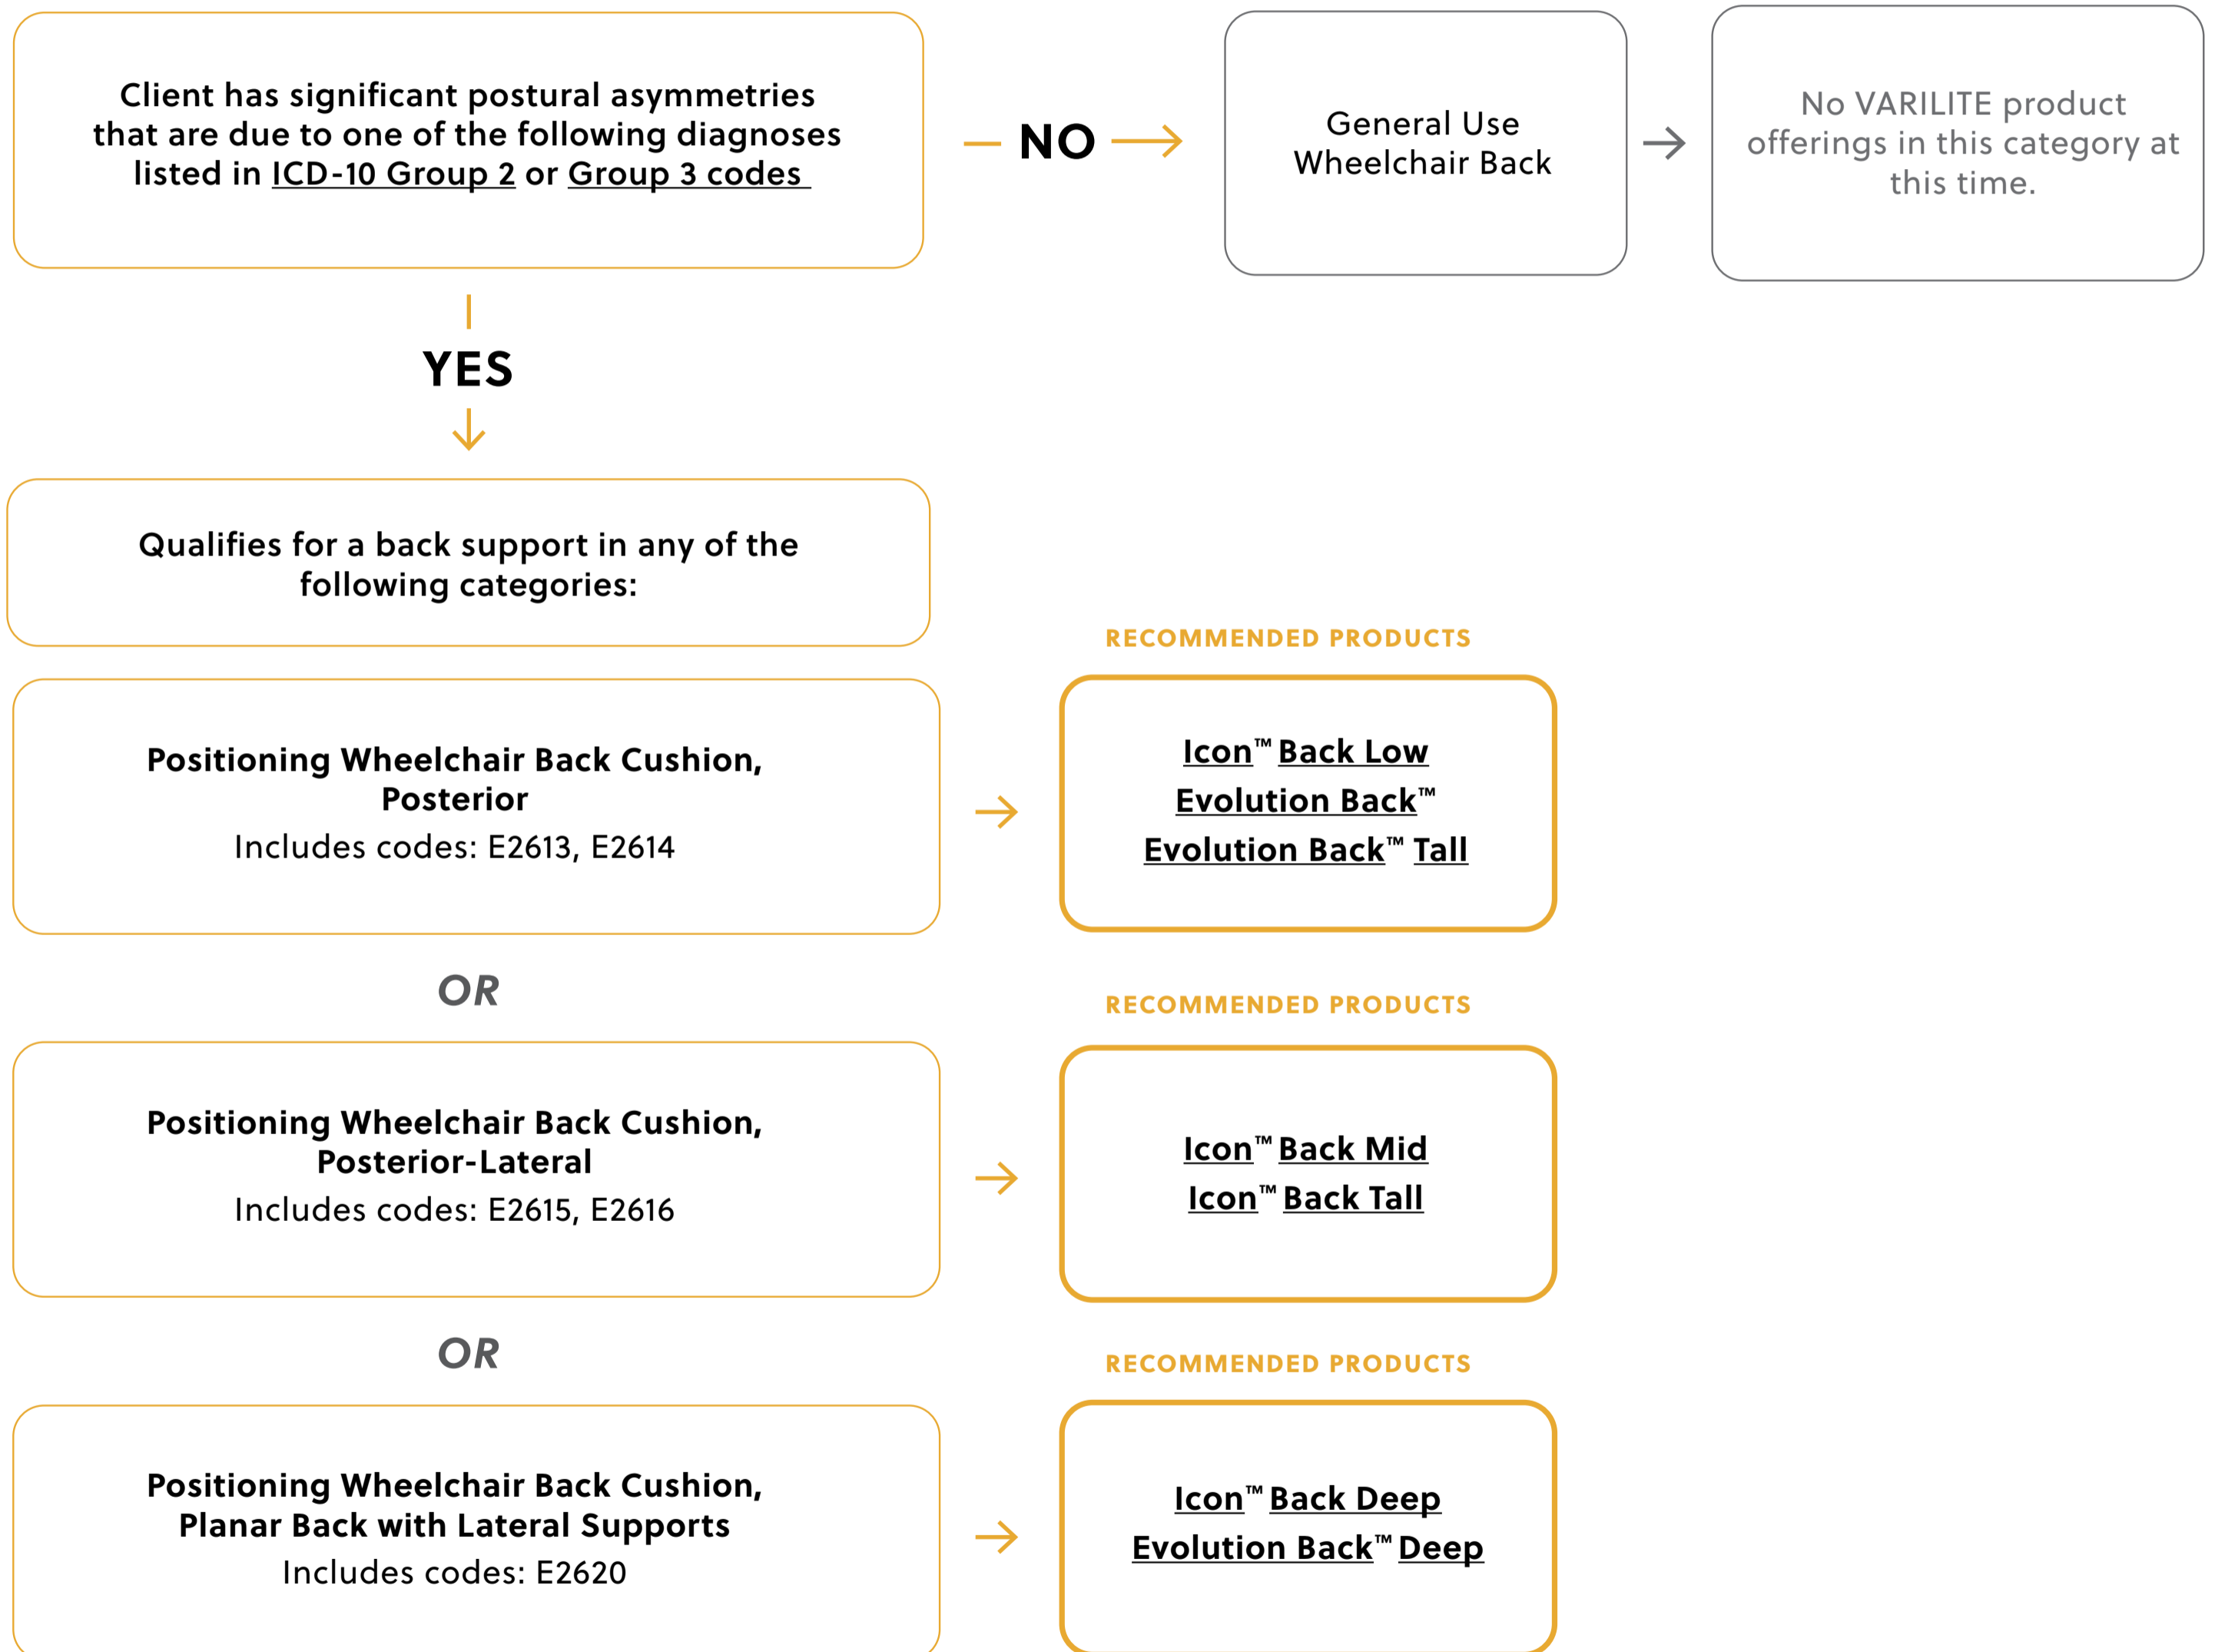 Client has significant postural asymmetries
that are due to one of the following diagnoses
listed in ICD-10 Group 2 or Group 3 codes
NO
General Use
Wheelchair Back
No VARILITE product
offerings in this category at
this time.
YES
Qualifies for a back support in any of the
following categories:
RECOMMENDED PRODUCTS
Positioning Wheelchair Back Cushion,
Posterior
Includes codes: E2613, E2614
Icon™ Back Low
Evolution Back™
Evolution Back™ Tall
OR
RECOMMENDED PRODUCTS
Positioning Wheelchair Back Cushion,
Posterior-Lateral
Includes codes: E2615, E2616
Icon™ Back Mid
Icon™ Back Tall
OR
RECOMMENDED PRODUCTS
Positioning Wheelchair Back Cushion,
Planar Back with Lateral Supports
Includes codes: E2620
Icon™ Back Deep
Evolution Back™ Deep